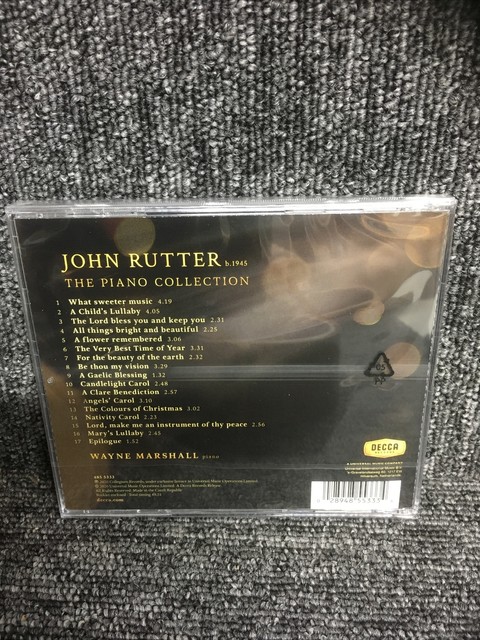 JOHN RUTTER b.1945
THE PIANO COLLECTION
1 What sweeter music 4.19
2 A Child's Lullaby 4.05
3 The Lord bless you and keep you 2.31
4 All things bright and beautiful 2.25
5 A flower remembered 3.06
6 The Very Best Time of Year 3.31
7 For the beauty of the earth 2.32
8 Be thou my vision 3.29
9 A Gaelic Blessing 1.32
10 Candlelight Carol 2.48
11 A Clare Benediction 2.57
12 Angels' Carol 3.10
13 The Colours of Christmas 3.02
14 Nativity Carol 2.23
15 Lord, make me an instrument of thy peace 2.56
16 Mary's Lullaby 2.45
17 Epilogue 1.52
WAYNE MARSHALL piano
DECCA
485 5533
decca.com